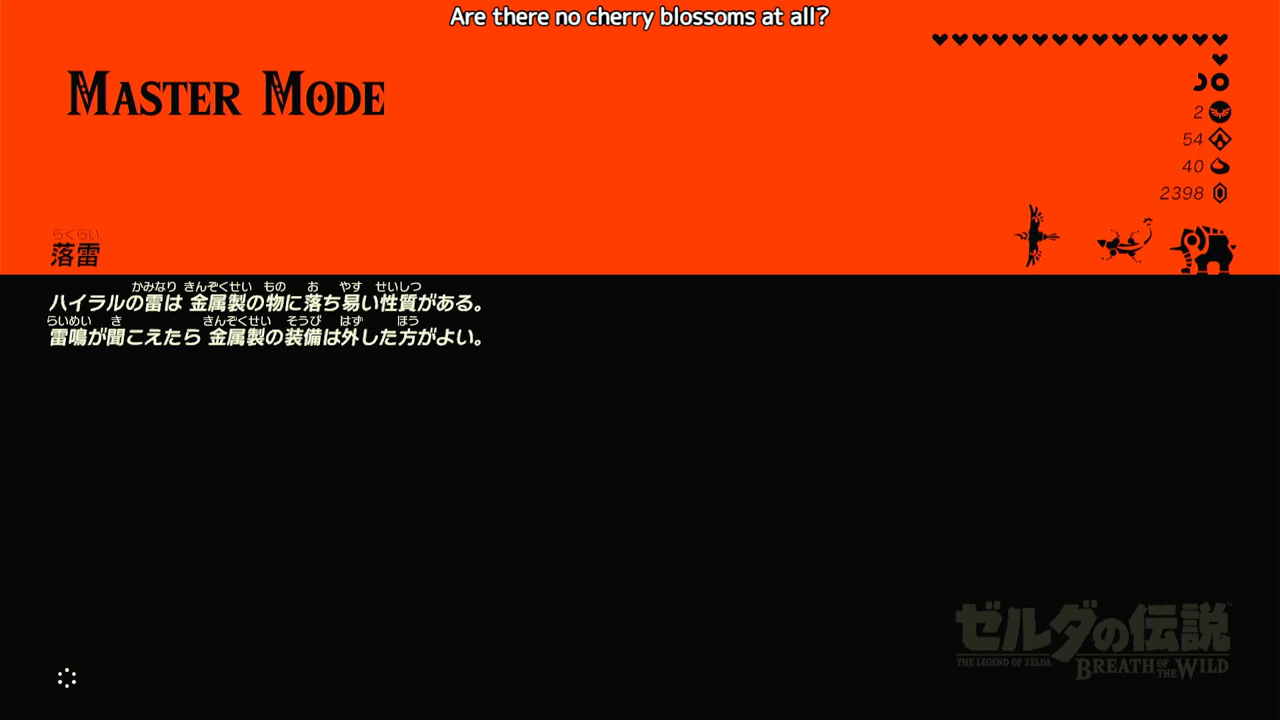 Are there no cherry blossoms at all?
Master Mode
2
54
40
2398
らくらい
落雷
かみなり きんぞくせい もの お やす せいしつ
ハイラルの雷は 金属製の物に落ち易い性質がある。
らいめい き きんぞくせい そうび はず ほう
雷鳴が聞こえたら 金属製の装備は外した方がよい。
ゼルダの伝説
THE LEGEND OF ZELDA
BREATH OF THE WILD